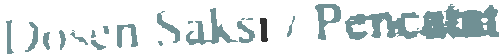 Dosen Saksi / Pencatat